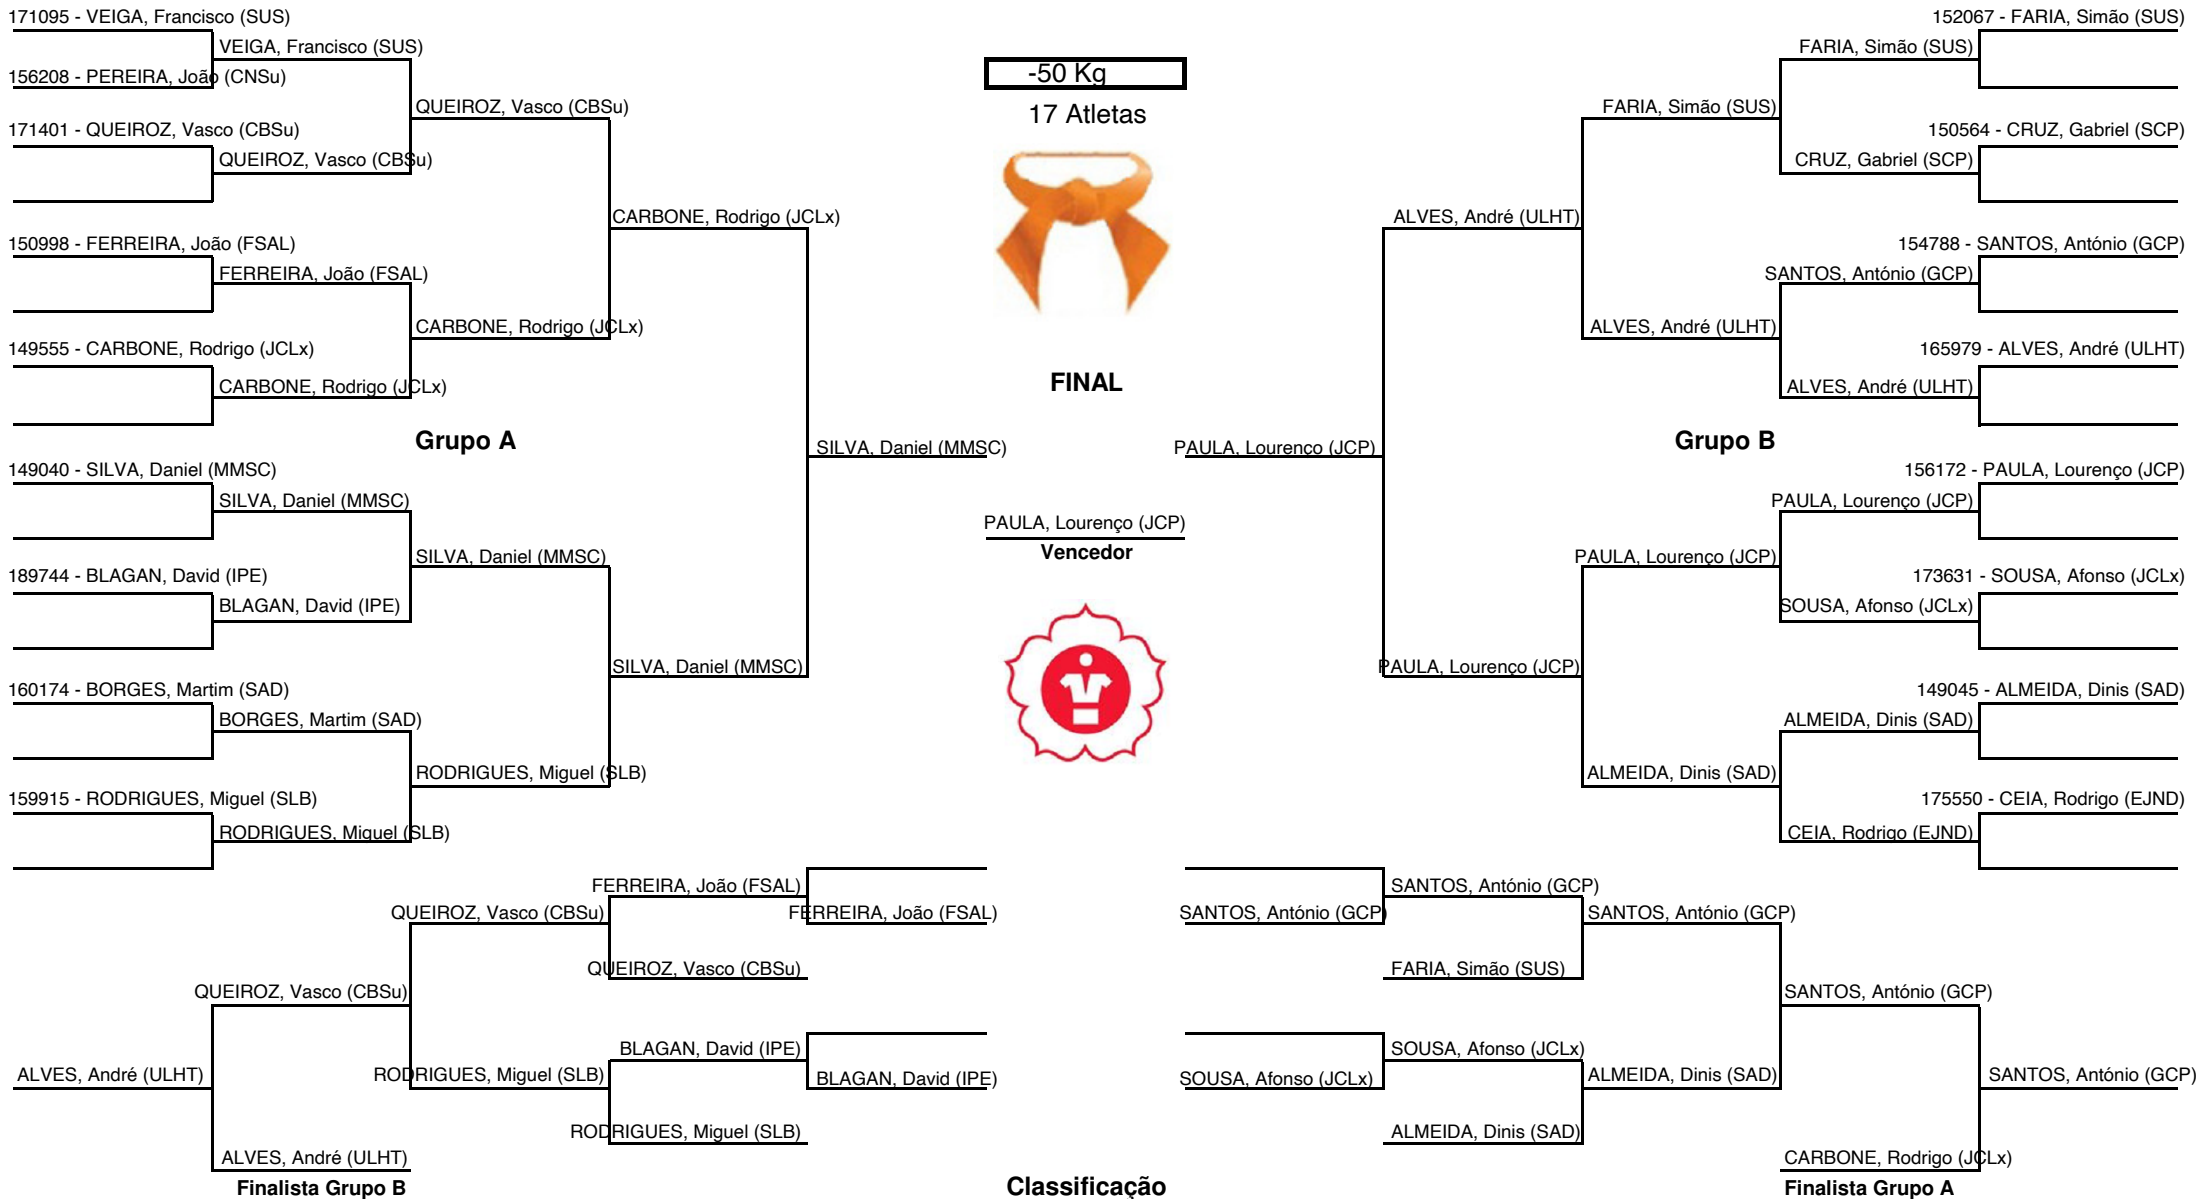 171095 - VEIGA, Francisco (SUS)
VEIGA, Francisco (SUS)
156208 - PEREIRA, João (CNSu)
QUEIROZ, Vasco (CBSu)
171401 - QUEIROZ, Vasco (CBSu)
QUEIROZ, Vasco (CBSu)
CARBONE, Rodrigo (JCLx)
150998 - FERREIRA, João (FSAL)
FERREIRA, João (FSAL)
CARBONE, Rodrigo (JCLx)
149555 - CARBONE, Rodrigo (JCLx)
CARBONE, Rodrigo (JCLx)
Grupo A
SILVA, Daniel (MMSC)
149040 - SILVA, Daniel (MMSC)
SILVA, Daniel (MMSC)
SILVA, Daniel (MMSC)
189744 - BLAGAN, David (IPE)
BLAGAN, David (IPE)
SILVA, Daniel (MMSC)
160174 - BORGES, Martim (SAD)
BORGES, Martim (SAD)
RODRIGUES, Miguel (SLB)
159915 - RODRIGUES, Miguel (SLB)
RODRIGUES, Miguel (SLB)
-50 Kg
17 Atletas
FINAL
PAULA, Lourenço (JCP)
Vencedor
152067 - FARIA, Simão (SUS)
FARIA, Simão (SUS)
FARIA, Simão (SUS)
150564 - CRUZ, Gabriel (SCP)
CRUZ, Gabriel (SCP)
ALVES, André (ULHT)
154788 - SANTOS, António (GCP)
SANTOS, António (GCP)
ALVES, André (ULHT)
165979 - ALVES, André (ULHT)
ALVES, André (ULHT)
Grupo B
PAULA, Lourenco (JCP)
156172 - PAULA, Lourenço (JCP)
PAULA, Lourenço (JCP)
PAULA, Lourenço (JCP)
173631 - SOUSA, Afonso (JCLx)
SOUSA, Afonso (JCLx)
PAULA, Lourenço (JCP)
149045 - ALMEIDA, Dinis (SAD)
ALMEIDA, Dinis (SAD)
ALMEIDA, Dinis (SAD)
175550 - CEIA, Rodrigo (EJND)
CEIA, Rodrigo (EJND)
FERREIRA, João (FSAL)
QUEIROZ, Vasco (CBSu)
FERREIRA, João (FSAL)
QUEIROZ, Vasco (CBSu)
QUEIROZ, Vasco (CBSu)
BLAGAN, David (IPE)
ALVES, André (ULHT)
RODRIGUES, Miguel (SLB)
BLAGAN, David (IPE)
RODRIGUES, Miguel (SLB)
ALVES, André (ULHT)
Finalista Grupo B
Classificação
SANTOS, António (GCP)
SANTOS, António (GCP)
SANTOS, António (GCP)
FARIA, Simão (SUS)
SANTOS, António (GCP)
SOUSA, Afonso (JCLx)
SOUSA, Afonso (JCLx)
ALMEIDA, Dinis (SAD)
SANTOS, António (GCP)
ALMEIDA, Dinis (SAD)
CARBONE, Rodrigo (JCLx)
Finalista Grupo A